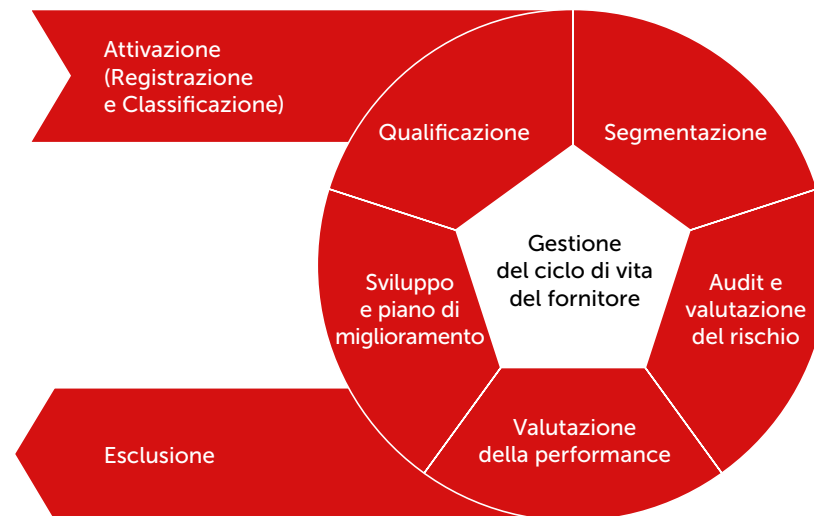 Attivazione
(Registrazione
e Classificazione)
Qualificazione
Segmentazione
Gestione
del ciclo di vita
del fornitore
Sviluppo
e piano di
miglioramento
Audit e
valutazione
del rischio
Valutazione
della performance
Esclusione